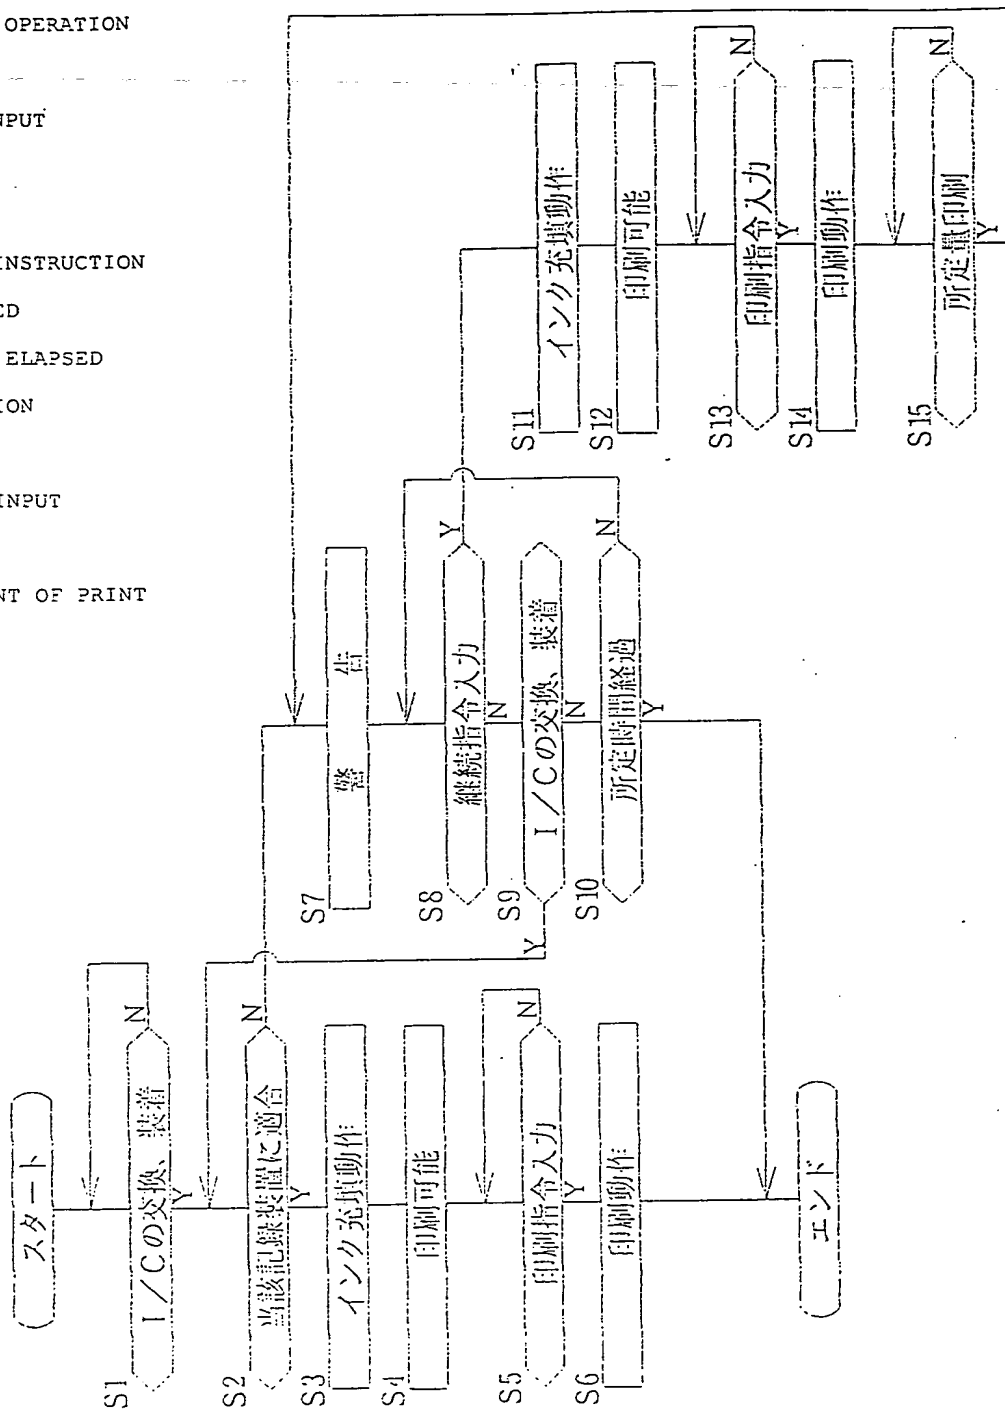 OPERATION
NPUT
INSTRUCTION
ED
ELAPSED
ION
INPUT
NT OF PRINT
スタート
S1
I/Cの交換、装着
N
Y
S2
当該記録装置に適合
N
Y
S3
インク充填動作
S4
印刷可能
S5
印刷指令入力
N
Y
S6
印刷動作
エンド
S7
警告
S8
継続指令入力
Y
N
S9
I/Cの交換、装着
Y
N
S10
所定時間経過
N
Y
S11
インク充填動作
S12
印刷可能
S13
印刷指令入力
N
Y
S14
印刷動作
S15
所定量印刷
N
Y